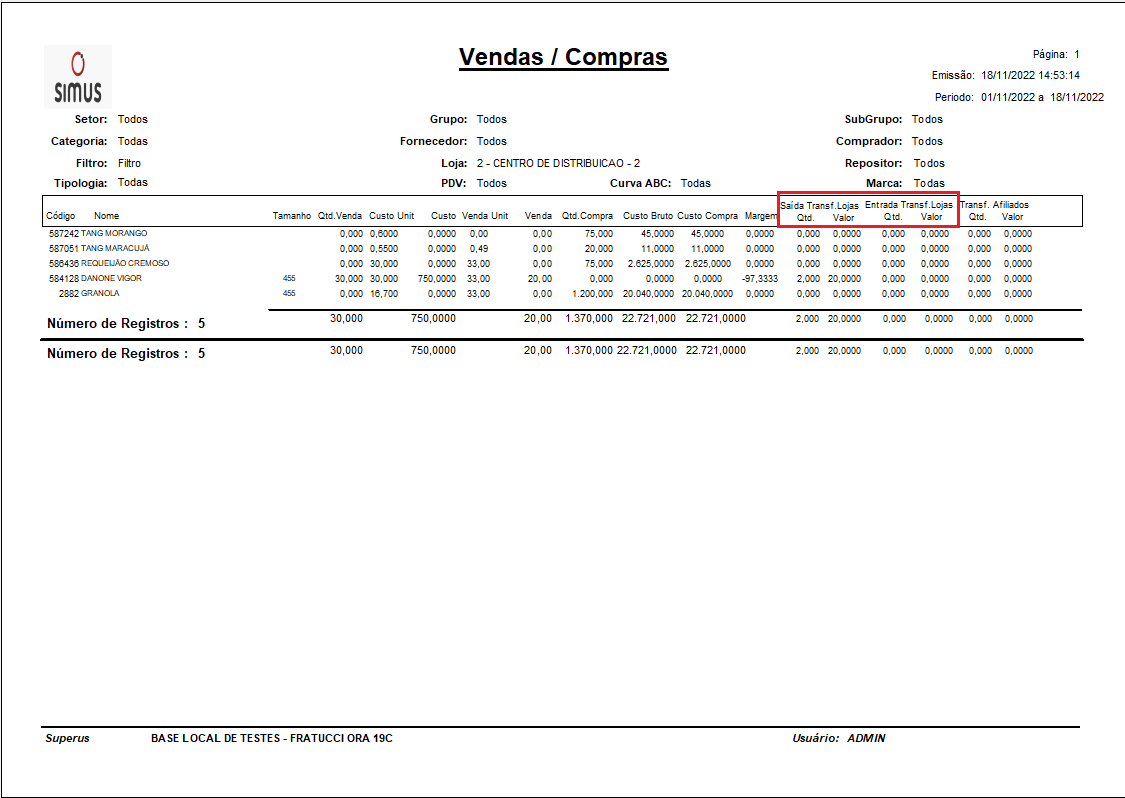 SIMUS
Vendas / Compras
Página: 1
Emissão: 18/11/2022 14:53:14
Periodo: 01/11/2022 a 18/11/2022
Setor: Todos Grupo: Todos SubGrupo: Todos
Categoria: Todas Fornecedor: Todos Comprador: Todos
Filtro: Filtro Loja: 2 - CENTRO DE DISTRIBUICAO - 2 Repositor: Todos
Tipologia: Todas PDV: Todos Curva ABC: Todas Marca: Todas
Saída Transf.Lojas Entrada Transf.Lojas Transf. Afiliados
Código Nome Tamanho Qtd.Venda Custo Unit Custo Venda Unit Venda Qtd.Compra Custo Bruto Custo Compra Margem Qtd. Valor Qtd. Valor Qtd. Valor
587242 TANG MORANGO 0,000 0,6000 0,0000 0,00 0,00 75,000 45,0000 45,0000 0,0000 0,000 0,0000 0,000 0,0000 0,000 0,0000
587051 TANG MARACUJÁ 0,000 0,5500 0,0000 0,49 0,00 20,000 11,0000 11,0000 0,0000 0,000 0,0000 0,000 0,0000 0,000 0,0000
586436 REQUEIJÃO CREMOSO 0,000 30,000 0,0000 33,00 0,00 75,000 2.625,0000 2.625,0000 0,0000 0,000 0,0000 0,000 0,0000 0,000 0,0000
584128 DANONE VIGOR 455 30,000 30,000 750,0000 33,00 20,00 0,000 0,0000 0,0000 -97,3333 2,000 20,0000 0,000 0,0000 0,000 0,0000
2882 GRANOLA 455 0,000 16,700 0,0000 33,00 0,00 1.200,000 20.040,0000 20.040,0000 0,0000 0,000 0,0000 0,000 0,0000 0,000 0,0000
Número de Registros : 5 30,000 750,0000 20,00 1.370,000 22.721,000 22.721,0000 2,000 20,0000 0,000 0,0000 0,000 0,0000
Número de Registros : 5 30,000 750,0000 20,00 1.370,000 22.721,0000 22.721,0000 2,000 20,0000 0,000 0,0000 0,000 0,0000
Superus BASE LOCAL DE TESTES - FRATUCCI ORA 19C Usuário: ADMIN